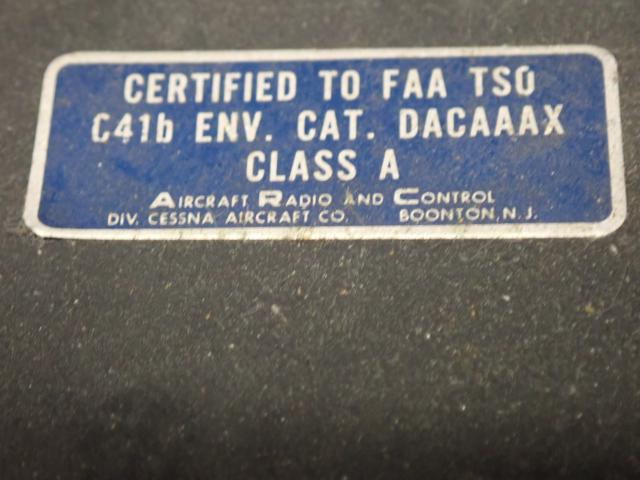 CERTIFIED TO FAA TSO
C41b ENV. CAT. DACAAAX
CLASS A
AIRCRAFT RADIO AND CONTROL
DIV. CESSNA AIRCRAFT CO. BOONTON, N.J.